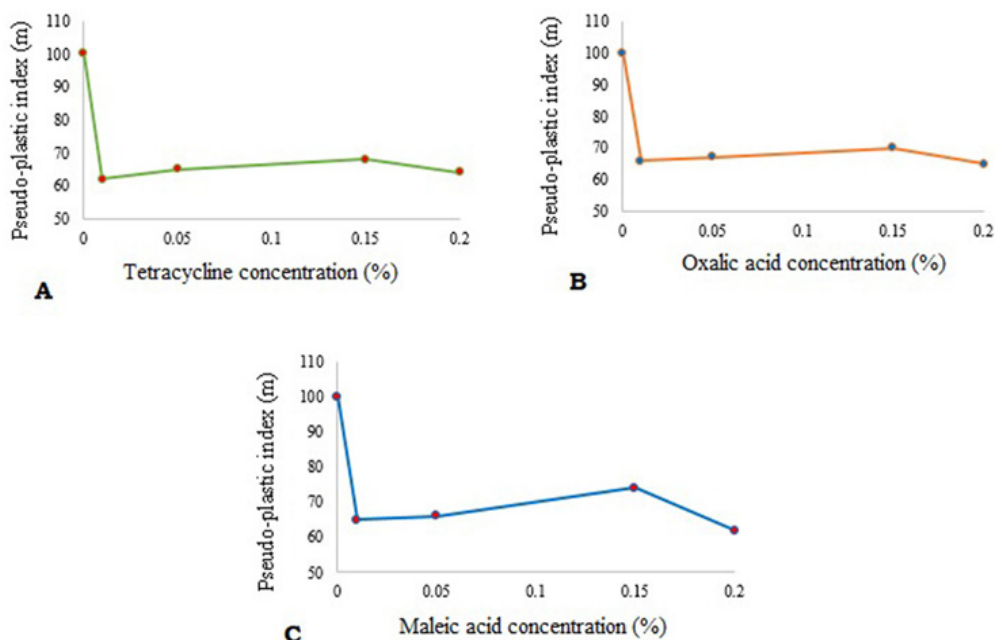 110
100
90
80
70
60
50
Pseudo-plastic index (m)
0 0.05 0.1 0.15 0.2
Tetracycline concentration (%)
A
110
100
90
80
70
60
50
Pseudo-plastic index (m)
0 0.05 0.1 0.15 0.2
Oxalic acid concentration (%)
B
110
100
90
80
70
60
50
Pseudo-plastic index (m)
0 0.05 0.1 0.15 0.2
Maleic acid concentration (%)
C